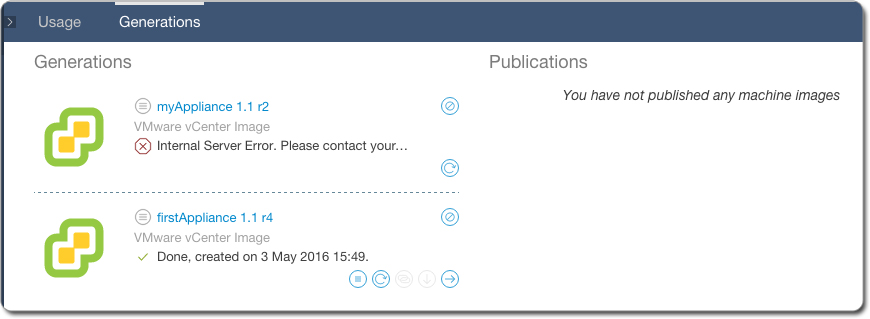 Usage Generations
Generations
myAppliance 1.1 r2
VMware vCenter Image
Internal Server Error. Please contact your…
firstAppliance 1.1 r4
VMware vCenter Image
Done, created on 3 May 2016 15:49.
Publications
You have not published any machine images